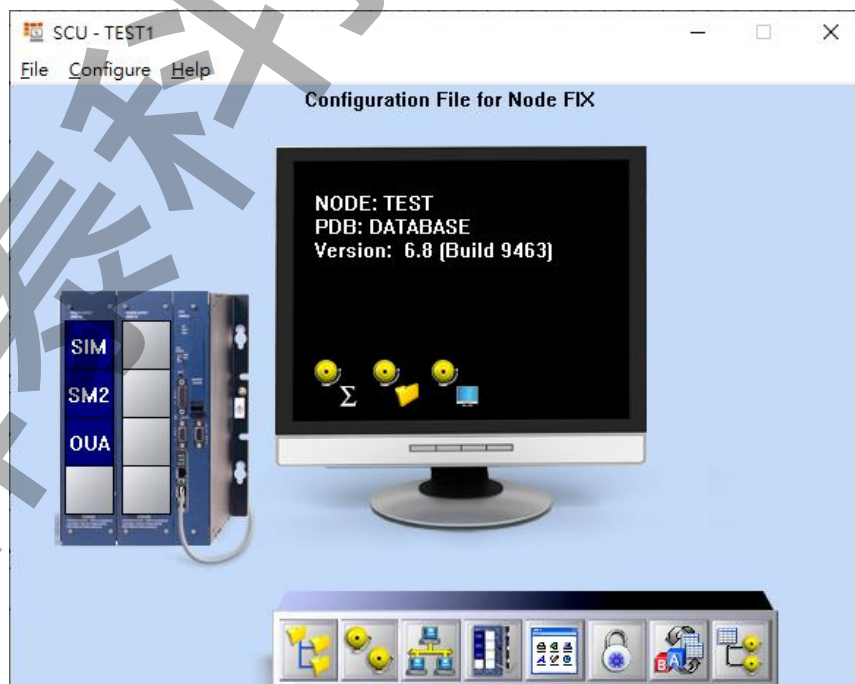 SCU - TEST1
File Configure Help
Configuration File for Node FIX
NODE: TEST
PDB: DATABASE
Version: 6.8 (Build 9463)
SIM
SM2
OUA
Σ
B A